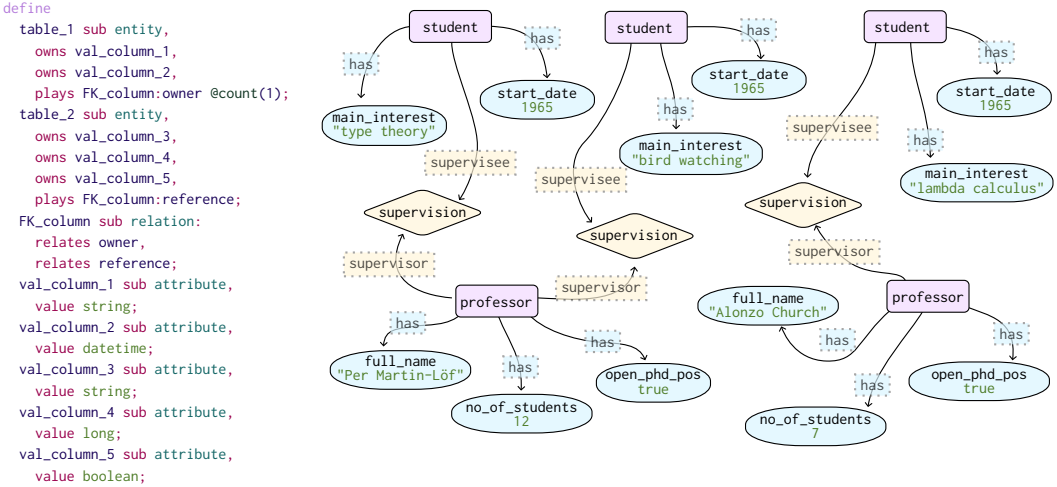 define
  table_1 sub entity,
    owns val_column_1,
    owns val_column_2,
    plays FK_column:owner @count(1);
  table_2 sub entity,
    owns val_column_3,
    owns val_column_4,
    owns val_column_5,
    plays FK_column:reference;
  FK_column sub relation:
    relates owner,
    relates reference;
  val_column_1 sub attribute,
    value string;
  val_column_2 sub attribute,
    value datetime;
  val_column_3 sub attribute,
    value string;
  val_column_4 sub attribute,
    value long;
  val_column_5 sub attribute,
    value boolean;
student
has
has
main_interest
"type theory"
start_date
1965
supervisee
supervision
supervisor
student
has
has
start_date
1965
main_interest
"bird watching"
supervisee
supervision
supervisor
professor
has
has
has
full_name
"Per Martin-Löf"
no_of_students
12
open_phd_pos
true
student
has
has
start_date
1965
main_interest
"lambda calculus"
supervisee
supervision
supervisor
professor
has
has
has
full_name
"Alonzo Church"
no_of_students
7
open_phd_pos
true